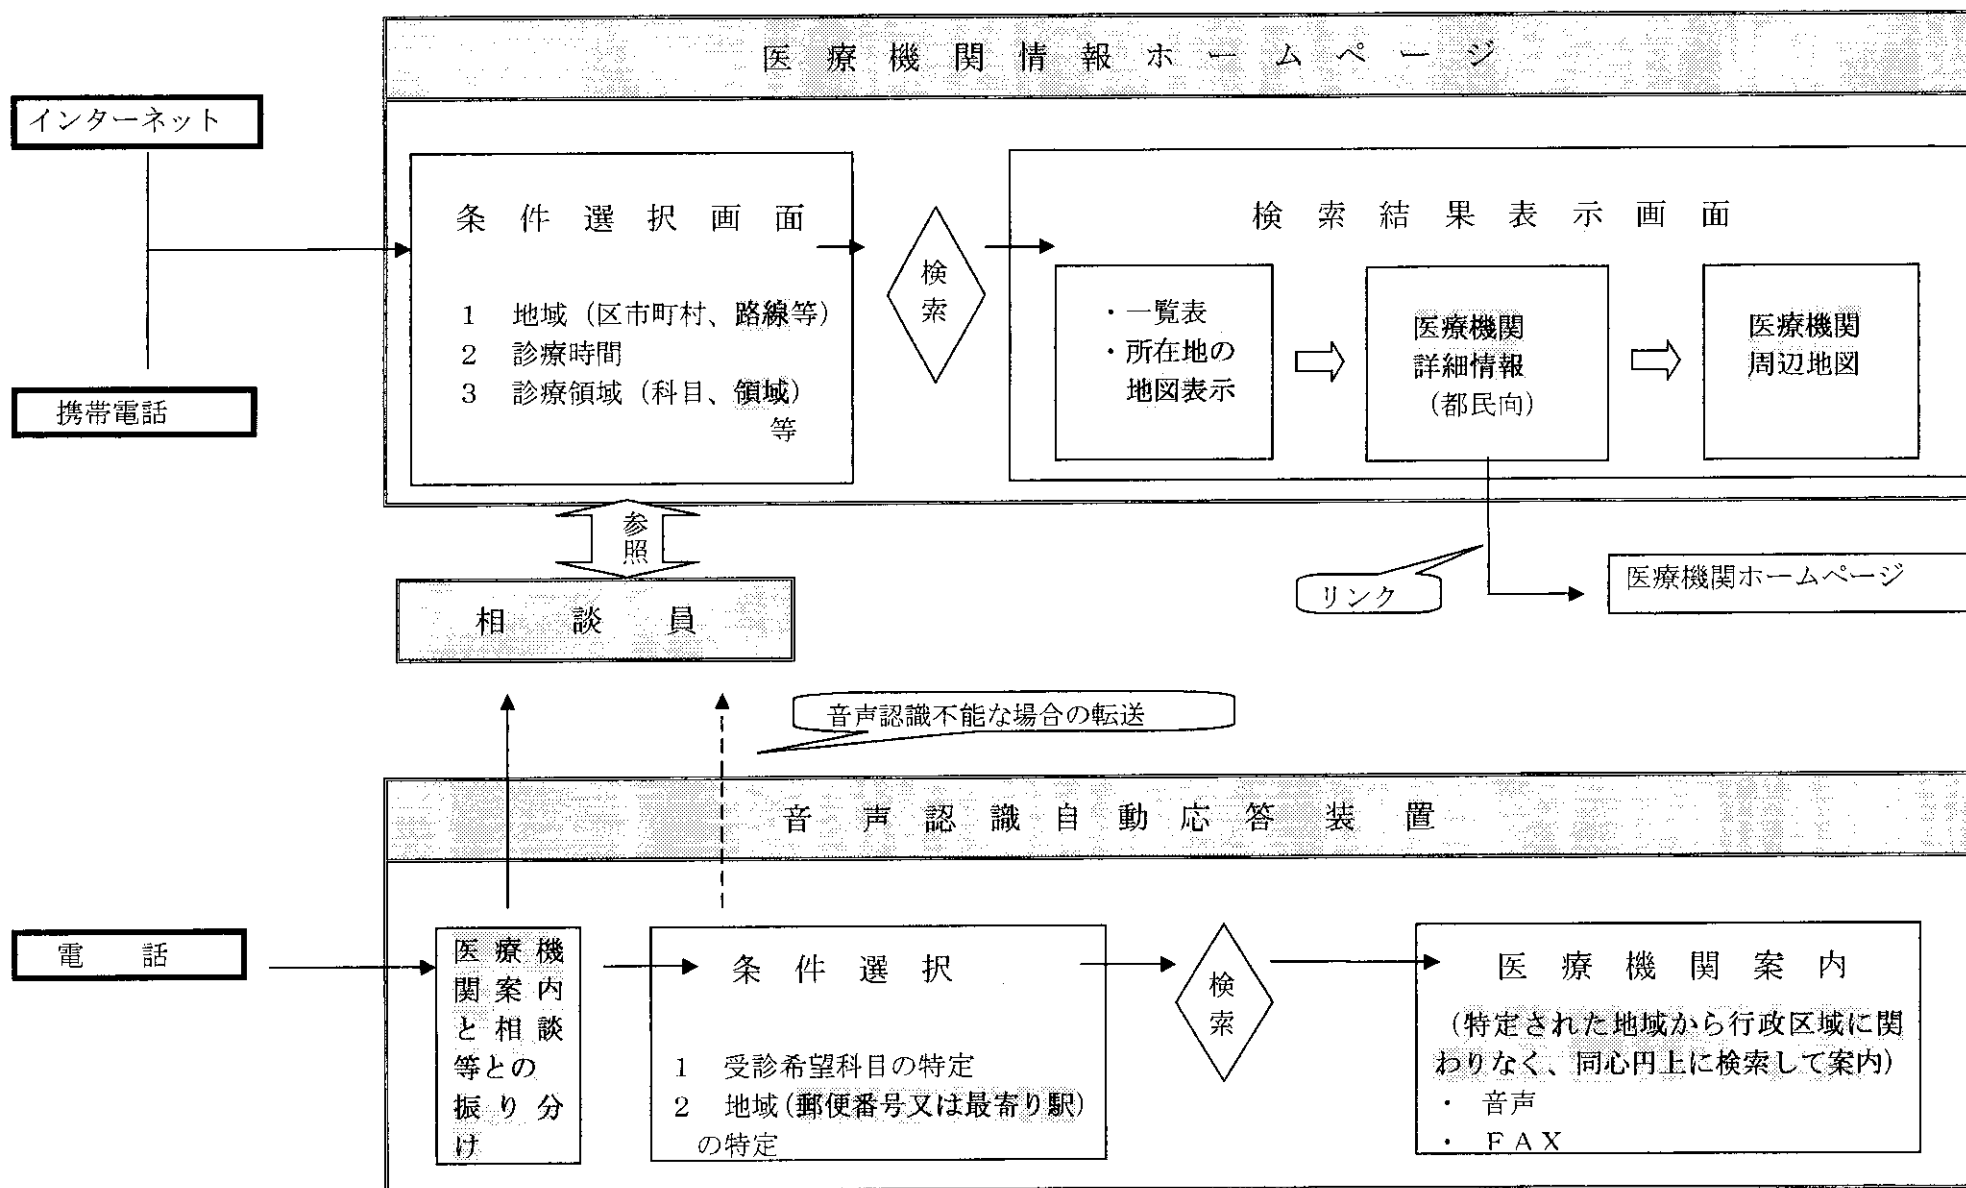 医療機関情報ホームページ
インターネット
携帯電話
条件選択画面
1 地域（区市町村、路線等）
2 診療時間
3 診療領域（科目、領域）
等
検
索
検索結果表示画面
・一覧表
・所在地の
地図表示
医療機関
詳細情報
（都民向）
医療機関
周辺地図
参
照
リンク
医療機関ホームページ
相談員
音声認識不能な場合の転送
音声認識自動応答装置
電話
医療機
関案内
と相談
等との
振り分
け
条件選択
1 受診希望科目の特定
2 地域（郵便番号又は最寄り駅）
の特定
検
索
医療機関案内
（特定された地域から行政区域に関
わりなく、同心円上に検索して案内）
・ 音声
・ ＦＡＸ